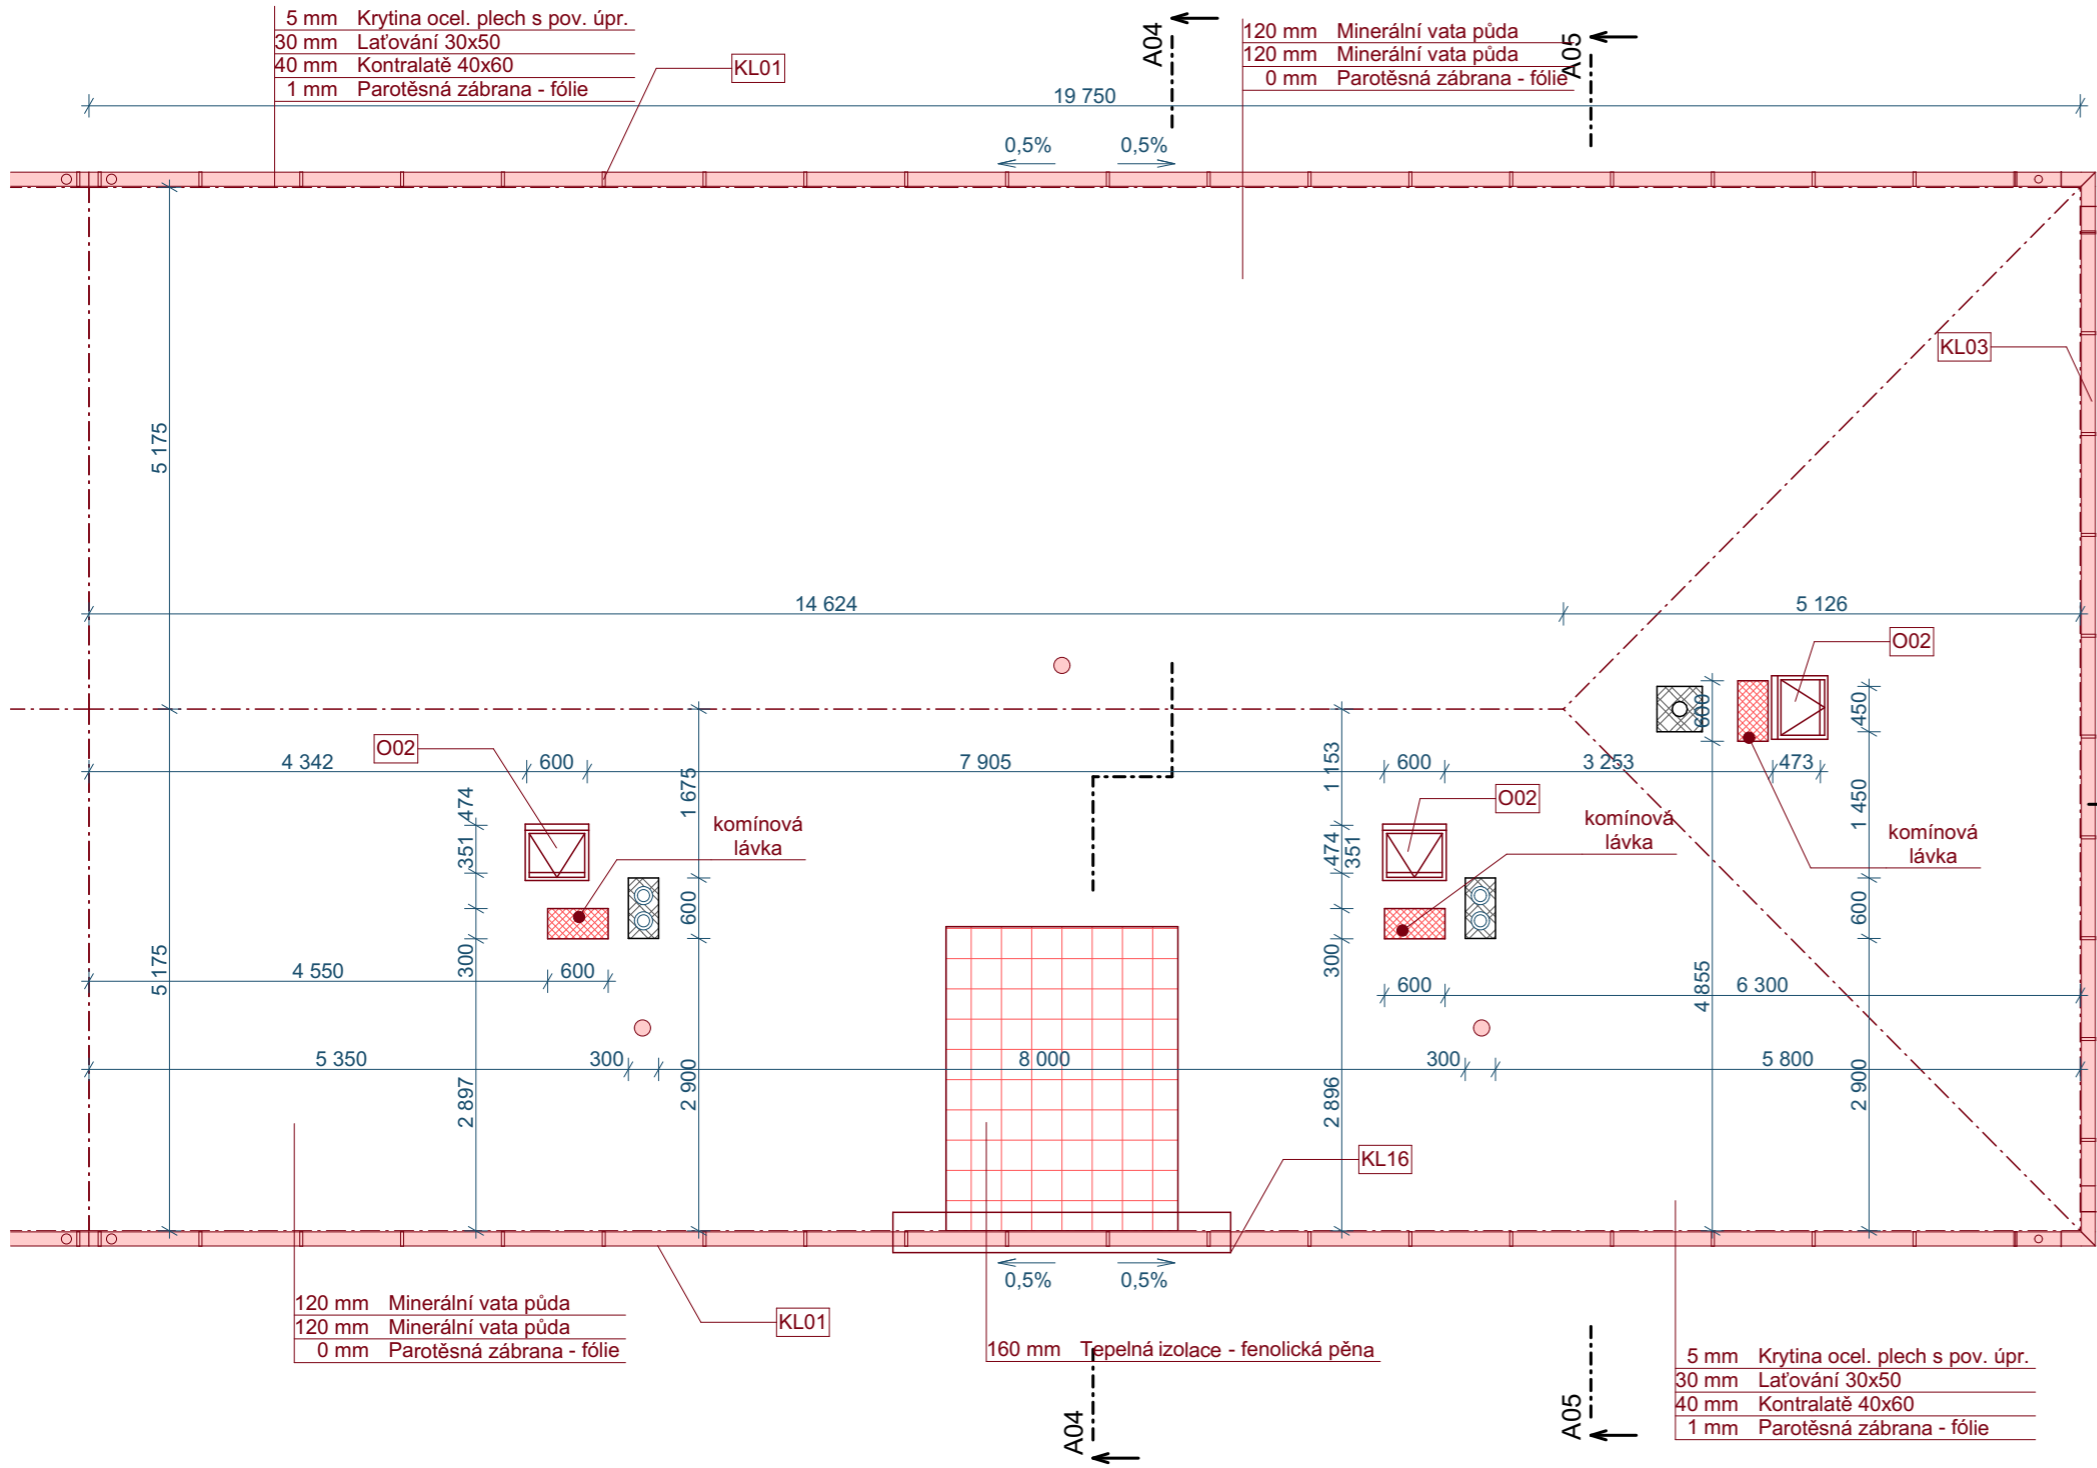 5 mm Krytina ocel. plech s pov. úpr.
30 mm Laťování 30x50
40 mm Kontralatě 40x60
1 mm Parotěsná zábrana - fólie
KL01
A04
120 mm Minerální vata půda
120 mm Minerální vata půda
0 mm Parotěsná zábrana - fólie
A05
19 750
0,5%
0,5%
KL03
5 175
14 624
5 126
O02
O02
4 342
600
7 905
600
3 253
473
600
450
1 450
1 675
1 153
474
351
komínová
lávka
O02
474
351
komínová
lávka
komínová
lávka
600
600
300
300
4 550
600
5 175
600
6 300
4 855
5 350
300
8 000
300
5 800
2 897
2 900
2 896
2 900
KL16
0,5%
0,5%
120 mm Minerální vata půda
120 mm Minerální vata půda
0 mm Parotěsná zábrana - fólie
KL01
160 mm Tepelná izolace - fenolická pěna
A04
A05
5 mm Krytina ocel. plech s pov. úpr.
30 mm Laťování 30x50
40 mm Kontralatě 40x60
1 mm Parotěsná zábrana - fólie